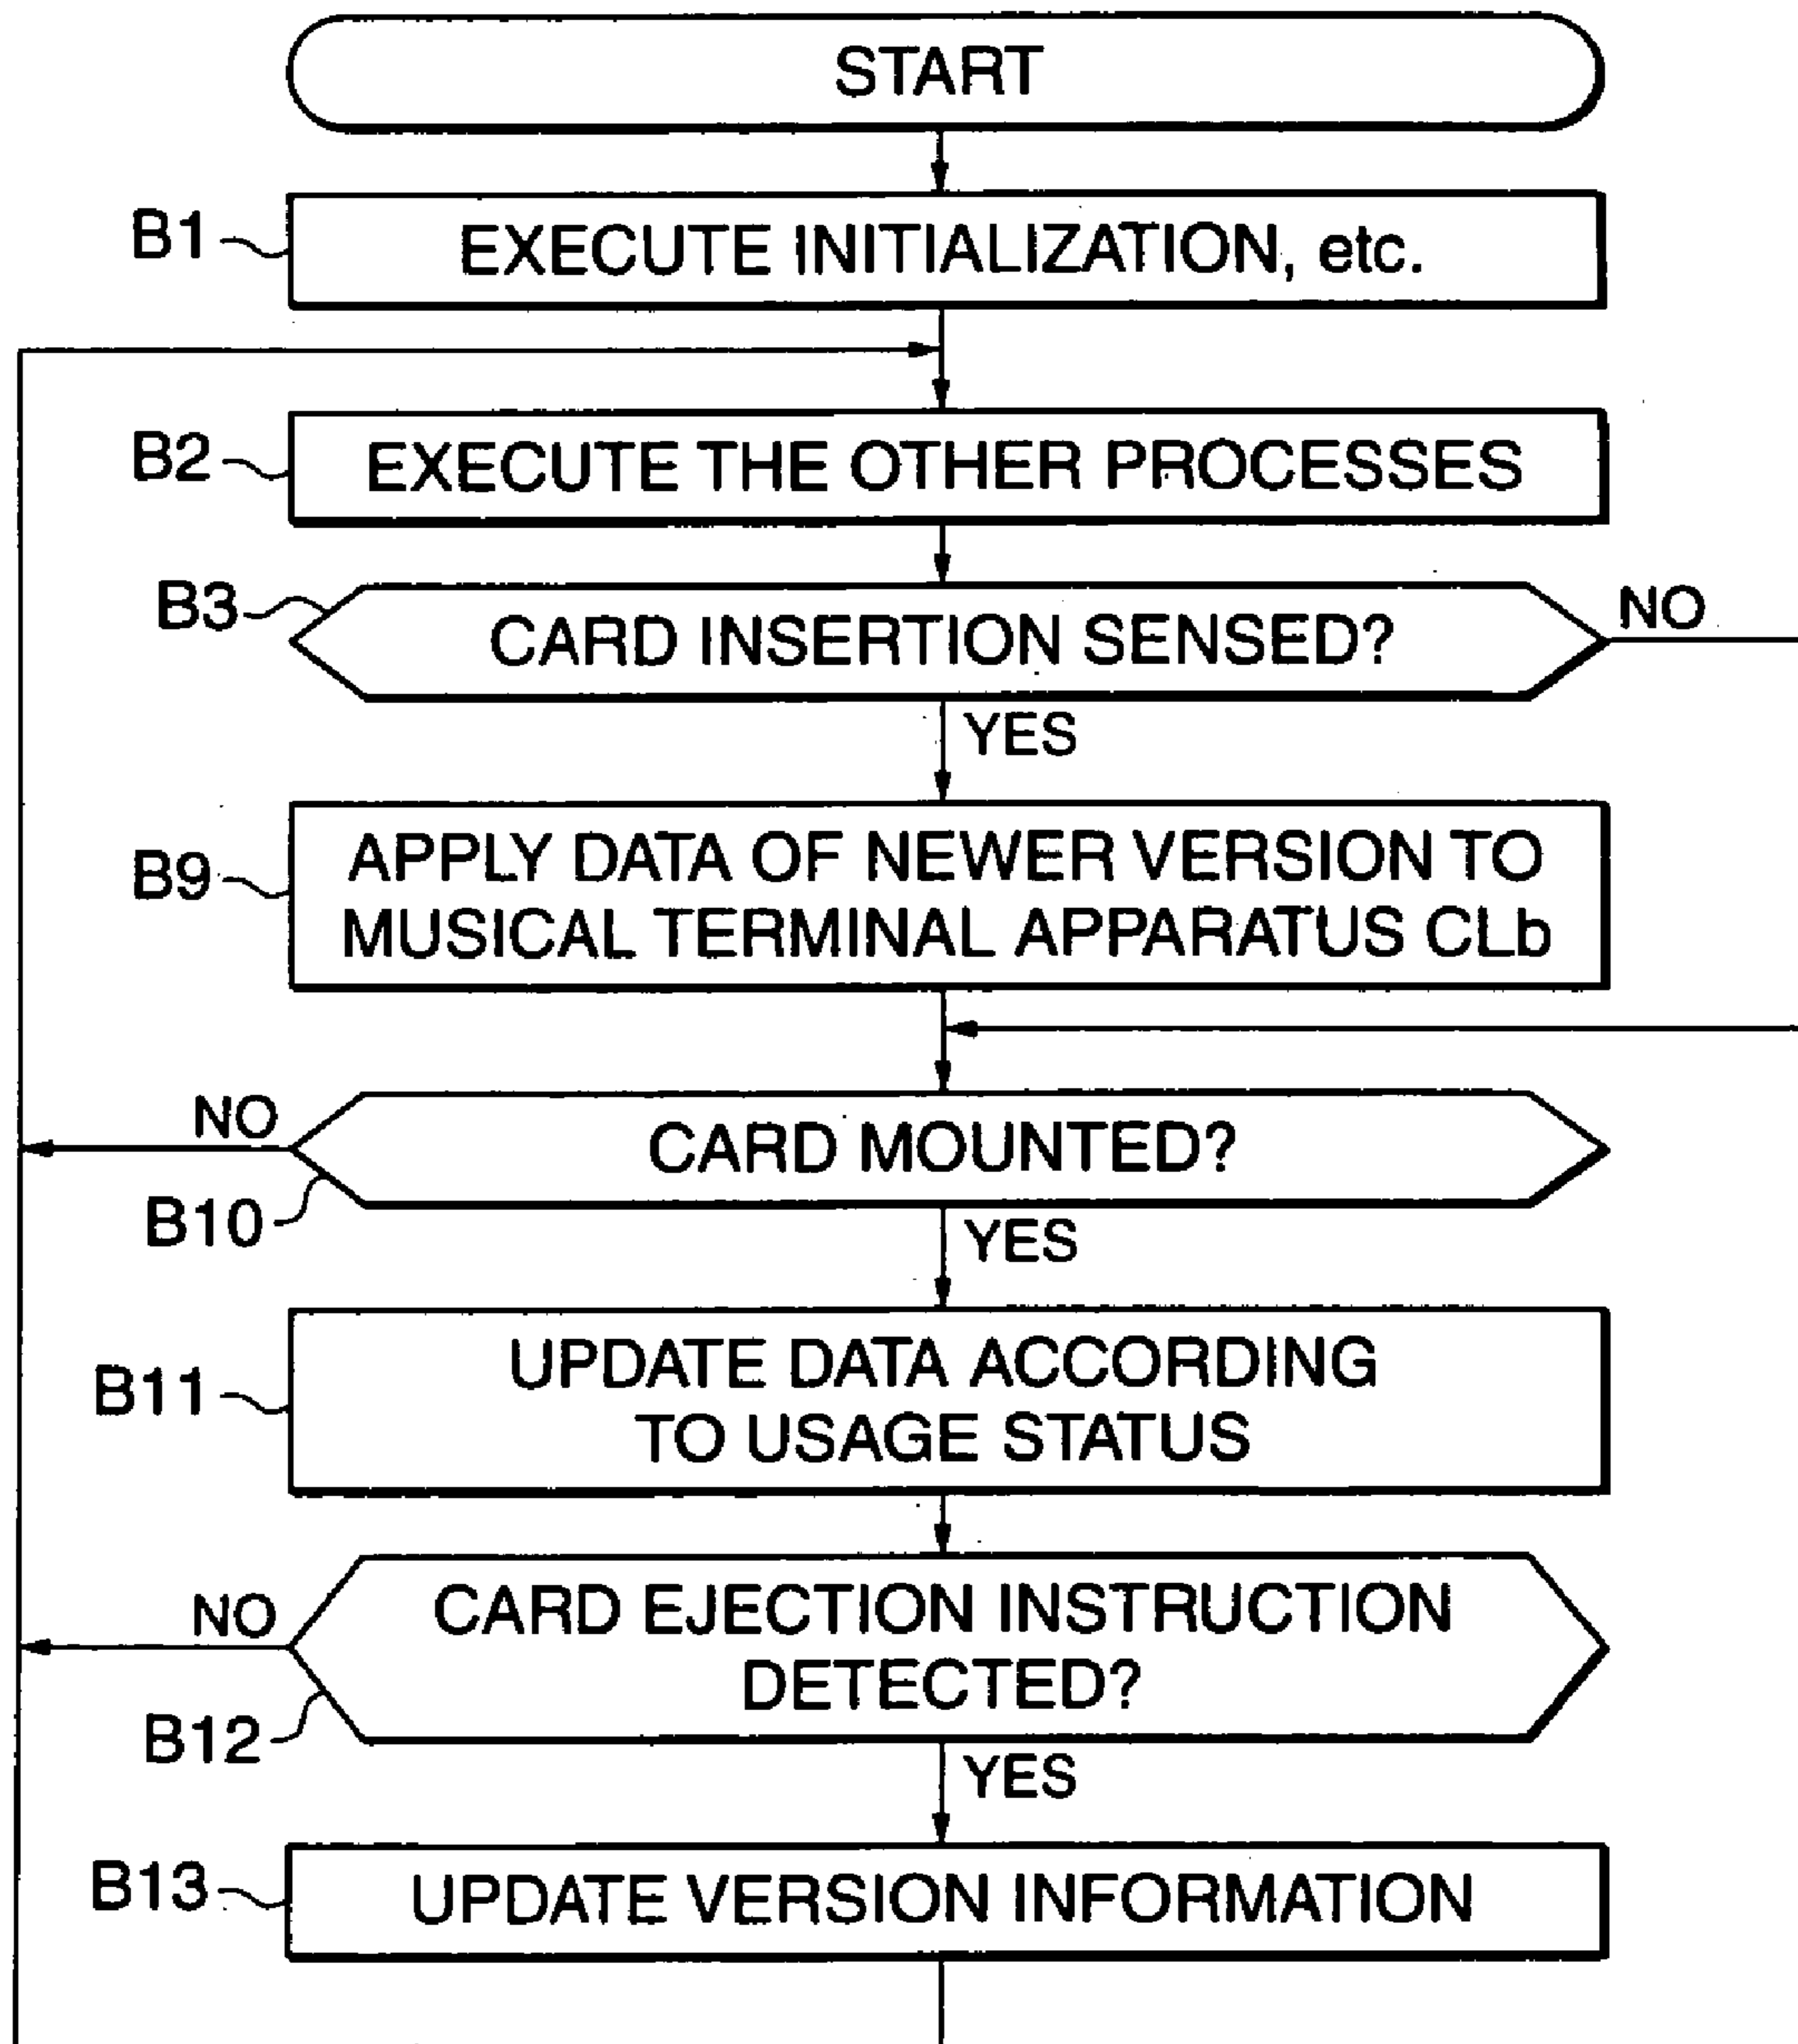 START
B1
EXECUTE INITIALIZATION, etc.
B2
EXECUTE THE OTHER PROCESSES
B3
CARD INSERTION SENSED?
NO
YES
B9
APPLY DATA OF NEWER VERSION TO
MUSICAL TERMINAL APPARATUS CLb
NO
CARD MOUNTED?
B10
YES
B11
UPDATE DATA ACCORDING
TO USAGE STATUS
NO
CARD EJECTION INSTRUCTION
DETECTED?
B12
YES
B13
UPDATE VERSION INFORMATION